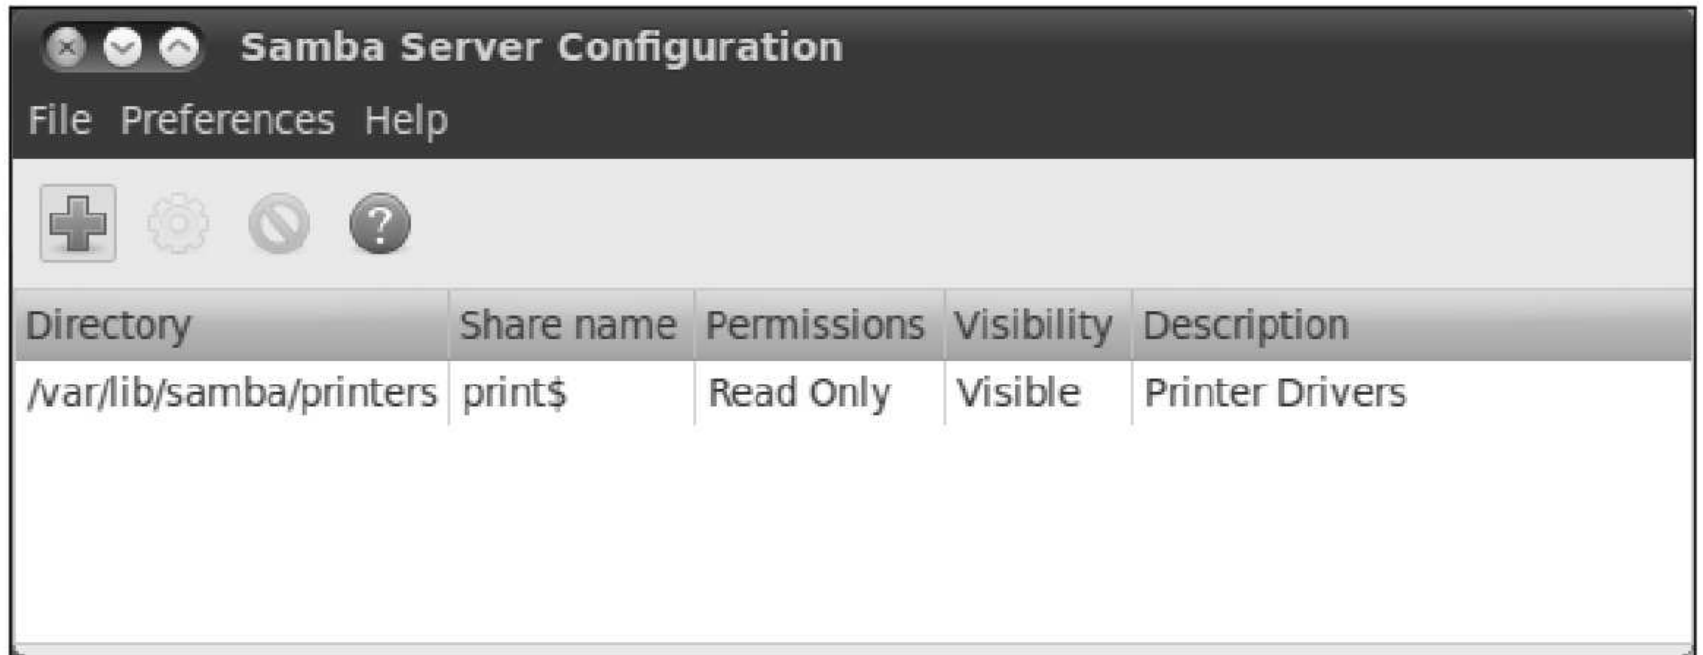 Samba Server Configuration
File Preferences Help
?
Directory Share name Permissions Visibility Description
/var/lib/samba/printers print$ Read Only Visible Printer Drivers